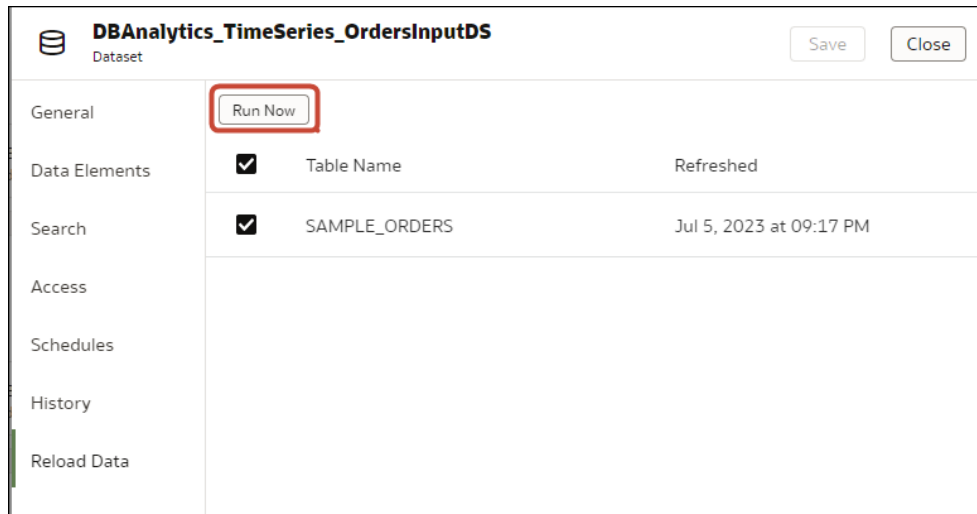 DBAnalytics_TimeSeries_OrdersInputDS
Dataset
Save
Close
General
Data Elements
Search
Access
Schedules
History
Reload Data
Run Now
Table Name Refreshed
SAMPLE_ORDERS Jul 5, 2023 at 09:17 PM